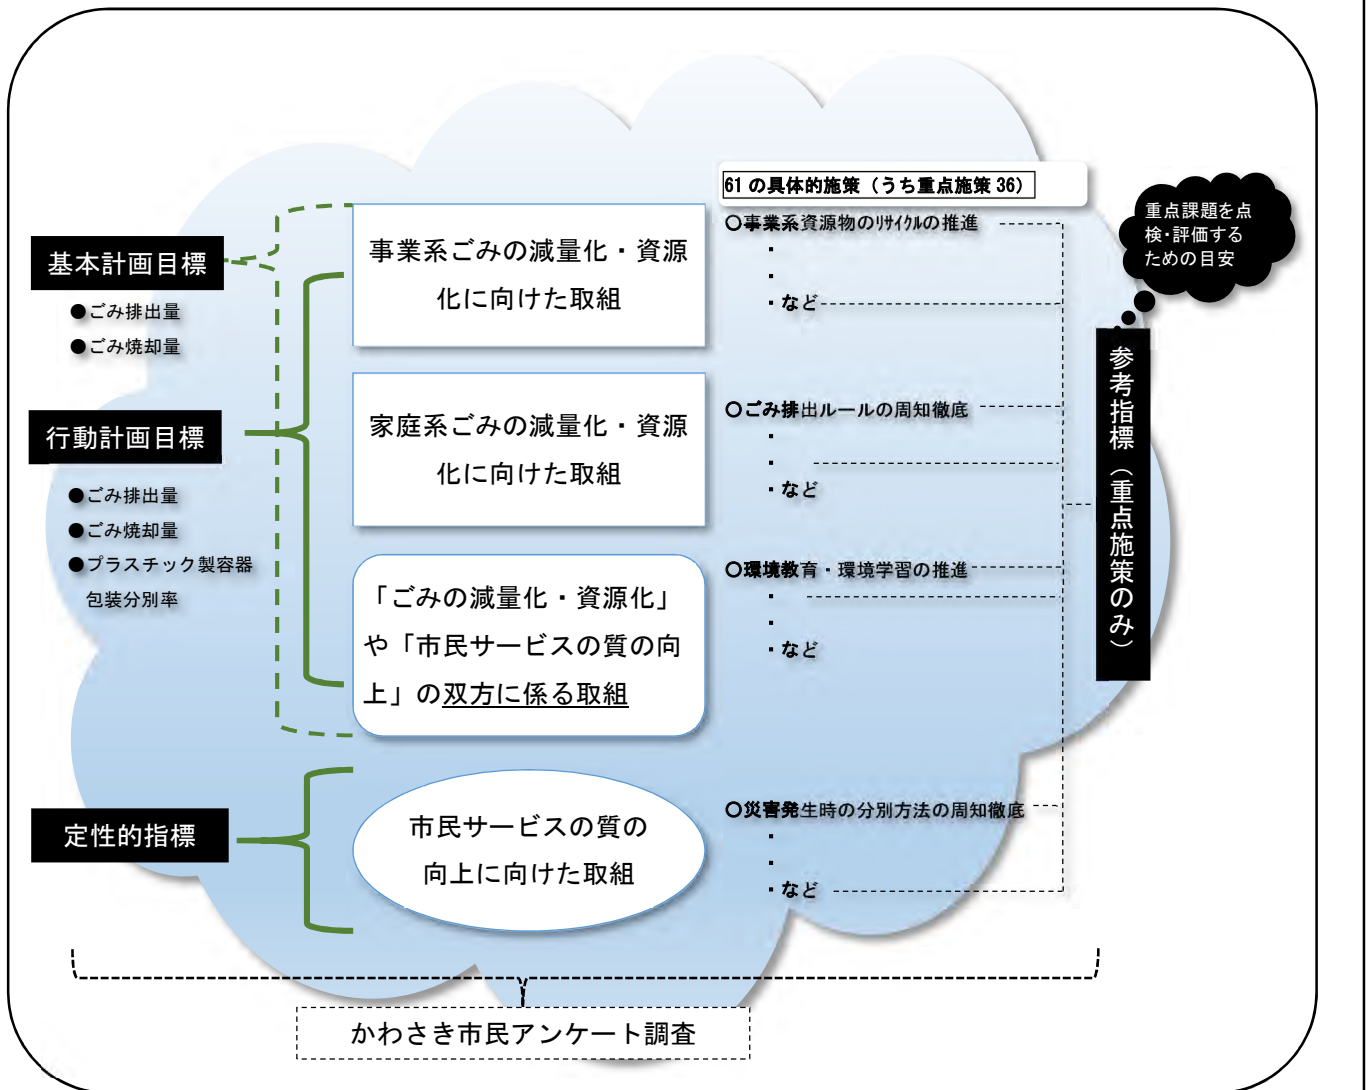 61 の具体的施策（うち重点施策 36）
基本計画目標
●ごみ排出量
●ごみ焼却量
行動計画目標
●ごみ排出量
●ごみ焼却量
●プラスチック製容器
包装分別率
定性的指標
事業系ごみの減量化・資源
化に向けた取組
家庭系ごみの減量化・資源
化に向けた取組
「ごみの減量化・資源化」
や「市民サービスの質の向
上」の双方に係る取組
市民サービスの質の
向上に向けた取組
〇事業系資源物のリサイクルの推進
・
・
・など
〇ごみ排出ルールの周知徹底
・
・
・など
〇環境教育・環境学習の推進
・
・
・など
〇災害発生時の分別方法の周知徹底
・
・
・など
重点課題を点
検・評価する
ための目安
参考指標（重点施策のみ）
かわさき市民アンケート調査